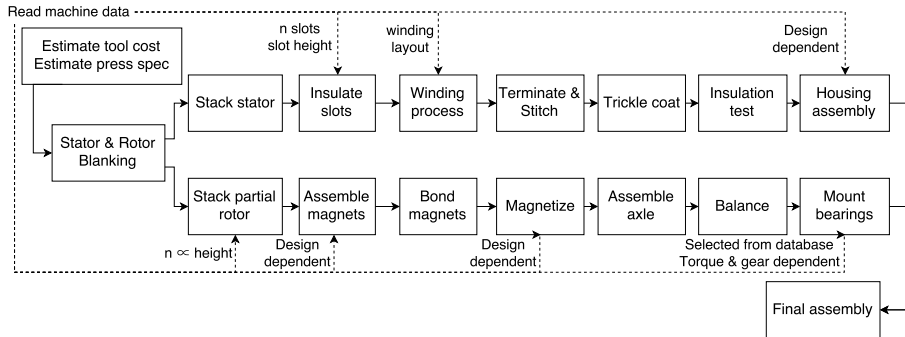 Read machine data
n slots
slot height
winding
layout
Design
dependent
Estimate tool cost
Estimate press spec
Stack stator
Insulate
slots
Winding
process
Terminate &
Stitch
Trickle coat
Insulation
test
Housing
assembly
Stator & Rotor
Blanking
Stack partial
rotor
Assemble
magnets
Bond
magnets
Magnetize
Assemble
axle
Balance
Mount
bearings
n ∝ height
Design
dependent
Design
dependent
Selected from database
Torque & gear dependent
Final assembly